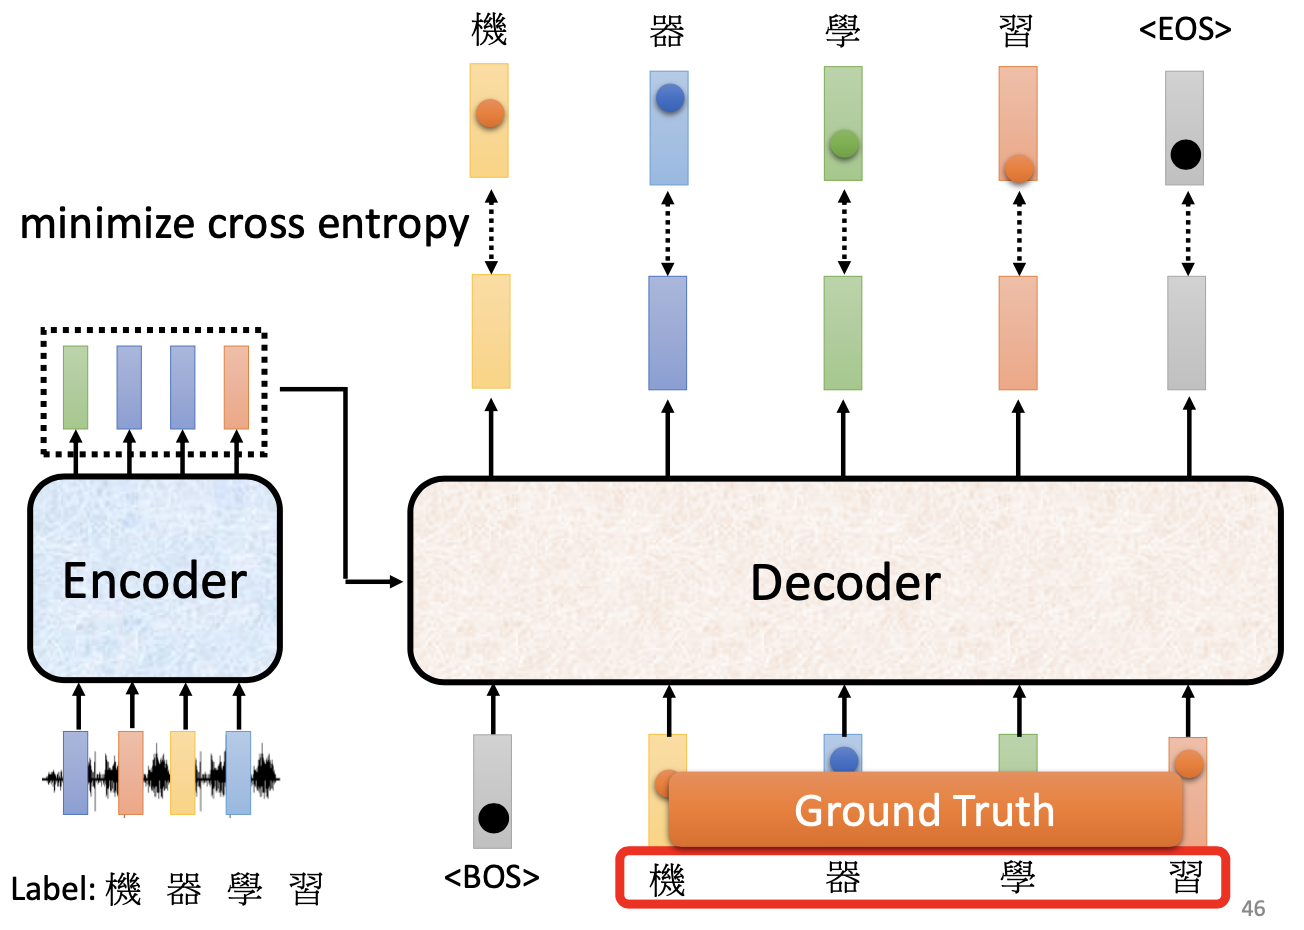 機 器 學 習 <EOS>
minimize cross entropy
Encoder
Decoder
Ground Truth
<BOS> 機 器 學 習
Label: 機 器 學 習
46